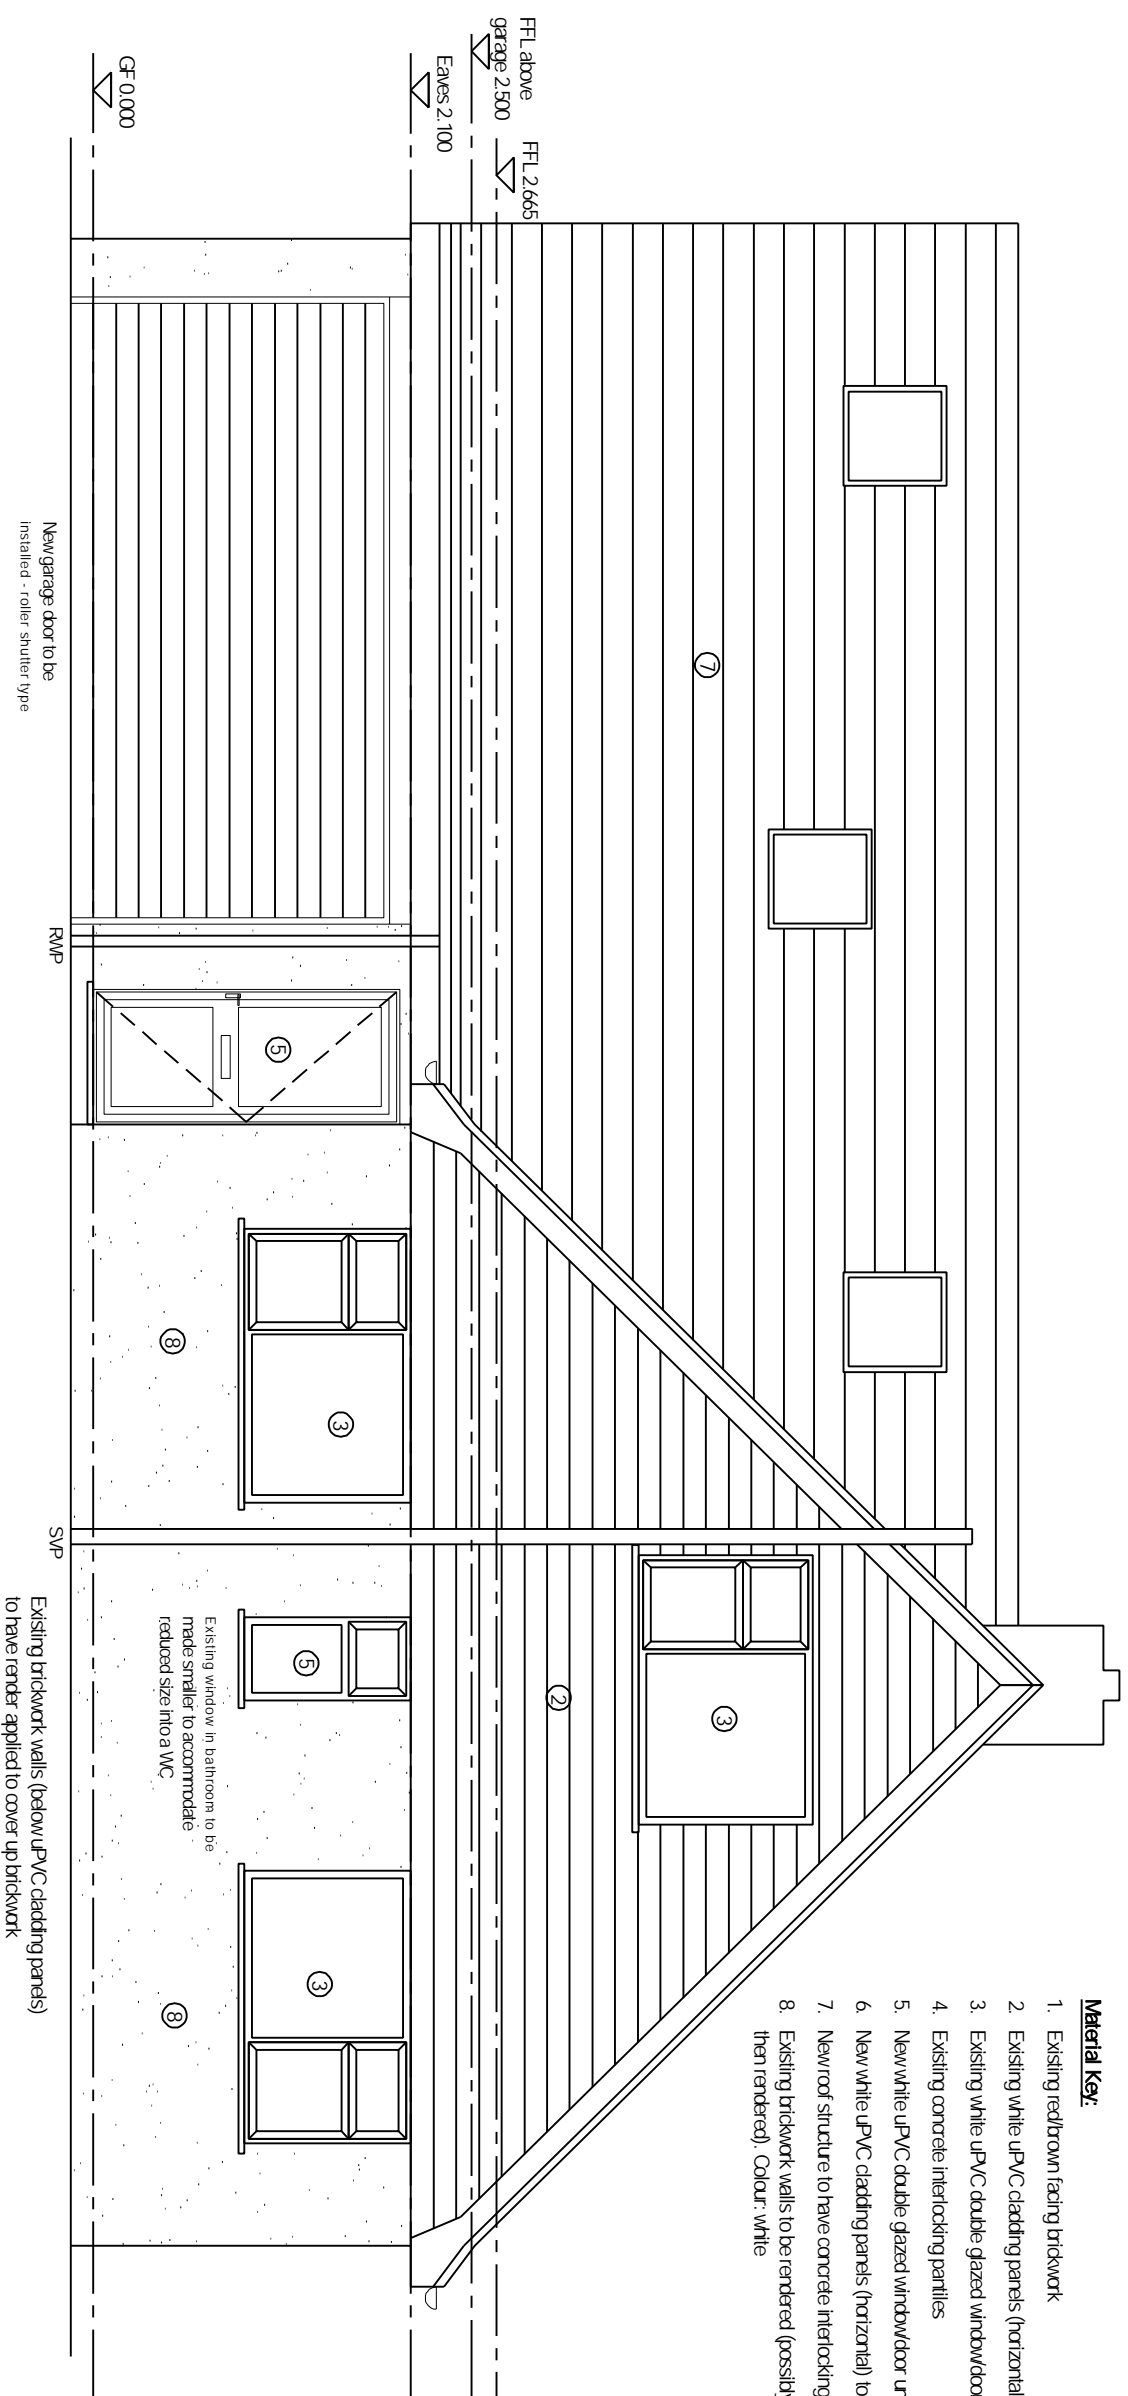 FFL above
garage 2.500
FFL 2.665
Eaves 2.100
GF 0.000
7
5
3
8
5
2
3
3
8
RWP
SVP
New garage door to be
installed - roller shutter type
Existing window in bathroom to be
made smaller to accommodate
reduced size into a WC
Existing brickwork walls (below uPVC cladding panels)
to have render applied to cover up brickwork
Material Key:
1. Existing red/brown facing brickwork
2. Existing white uPVC cladding panels (horizontal
3. Existing white uPVC double glazed window/door
4. Existing concrete interlocking pantiles
5. New white uPVC double glazed window/door un
6. New white uPVC cladding panels (horizontal) to
7. New roof structure to have concrete interlocking
8. Existing brickwork walls to be rendered (possibly
then rendered). Colour: white